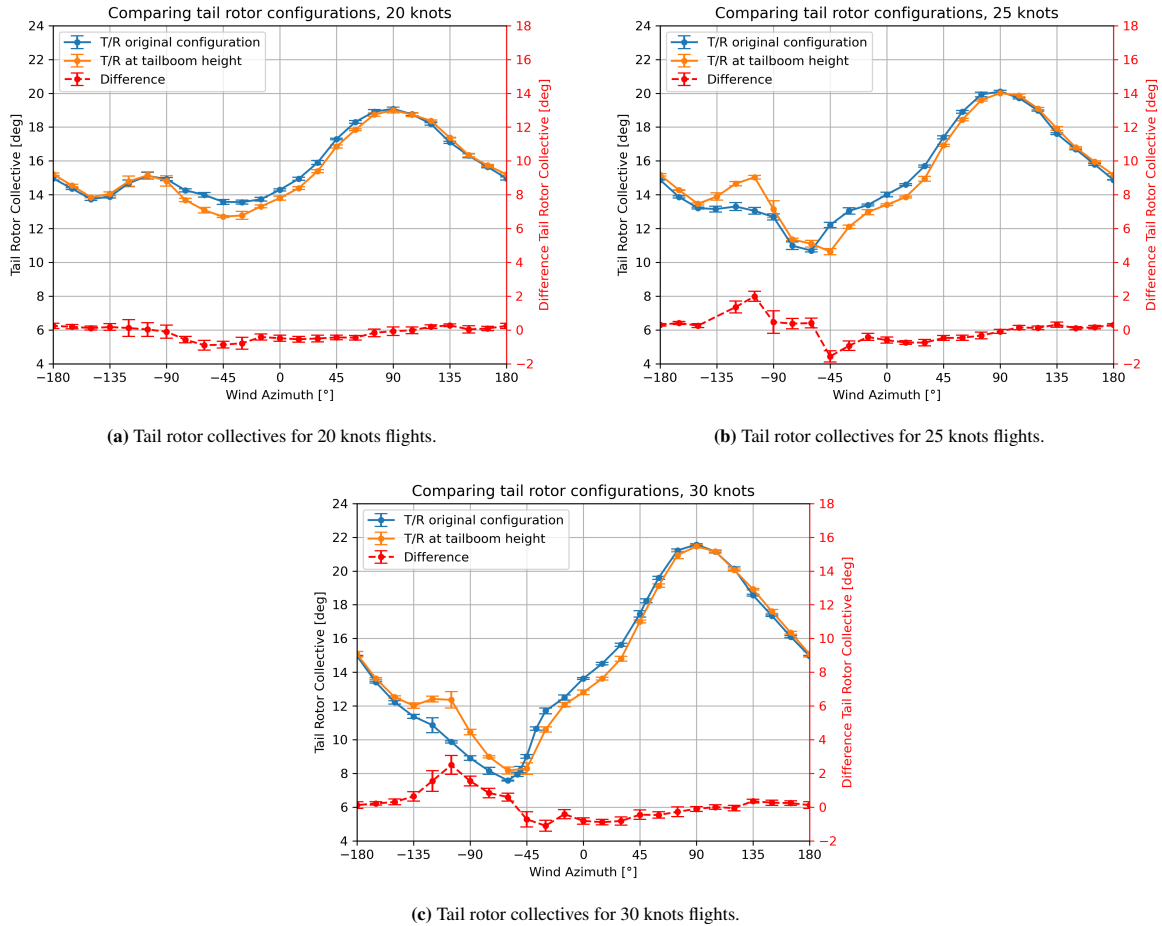 Comparing tail rotor configurations, 20 knots
T/R original configuration
T/R at tailboom height
Difference
24
22
20
18
16
14
12
10
8
6
4
18
16
14
12
10
8
6
4
2
0
−2
Tail Rotor Collective [deg]
Difference Tail Rotor Collective [deg]
−180 −135 −90 −45 0 45 90 135 180
Wind Azimuth [°]
(a) Tail rotor collectives for 20 knots flights.
Comparing tail rotor configurations, 25 knots
T/R original configuration
T/R at tailboom height
Difference
24
22
20
18
16
14
12
10
8
6
4
18
16
14
12
10
8
6
4
2
0
−2
Tail Rotor Collective [deg]
Difference Tail Rotor Collective [deg]
−180 −135 −90 −45 0 45 90 135 180
Wind Azimuth [°]
(b) Tail rotor collectives for 25 knots flights.
Comparing tail rotor configurations, 30 knots
T/R original configuration
T/R at tailboom height
Difference
24
22
20
18
16
14
12
10
8
6
4
18
16
14
12
10
8
6
4
2
0
−2
Tail Rotor Collective [deg]
Difference Tail Rotor Collective [deg]
−180 −135 −90 −45 0 45 90 135 180
Wind Azimuth [°]
(c) Tail rotor collectives for 30 knots flights.